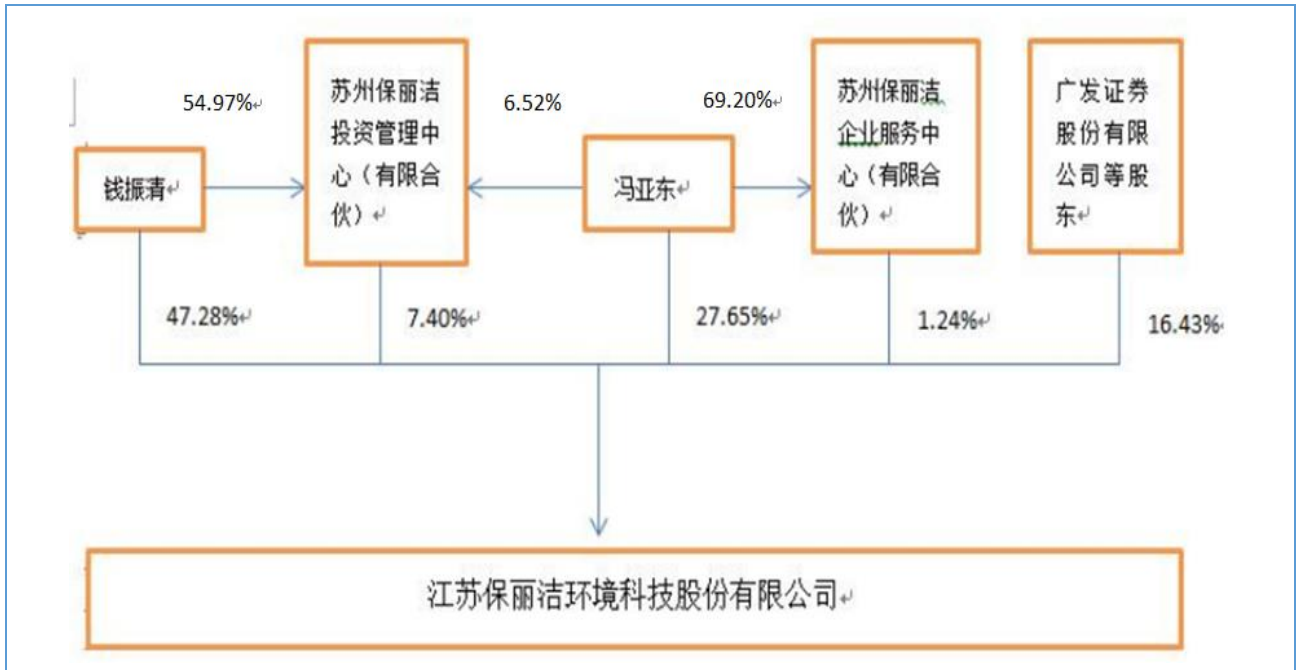 54.97%
苏州保丽洁
投资管理中
心（有限合
伙）
6.52%
69.20%
苏州保丽洁
企业服务中
心（有限合
伙）
广发证券
股份有限
公司等股
东
钱振清
冯亚东
47.28%
7.40%
27.65%
1.24%
16.43%
江苏保丽洁环境科技股份有限公司